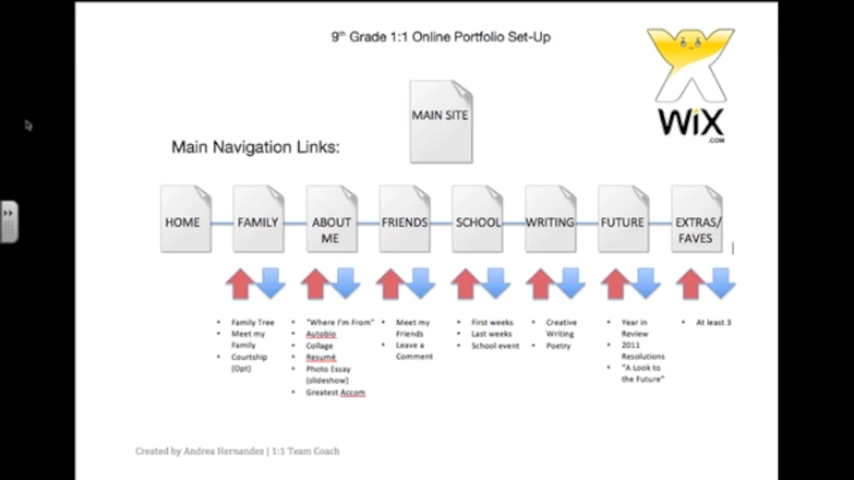 9th Grade 1:1 Online Portfolio Set-Up
WiX
.COM
MAIN SITE
Main Navigation Links:
HOME
FAMILY
ABOUT
ME
FRIENDS
SCHOOL
WRITING
FUTURE
EXTRAS/
FAVES
• Family Tree
• Meet my
Family
• Courtship
(Opt)
• "Where I'm From"
• Autobio
• Collage
• Resumé
• Photo Essay
(slideshow)
• Greatest Accom
• Meet my
Friends
• Leave a
Comment
• First weeks
• Last weeks
• School event
• Creative
Writing
• Poetry
• Year in
Review
• 2011
Resolutions
• "A Look to
the Future"
• At least 3
Created by Andrea Hernandez | 1:1 Team Coach